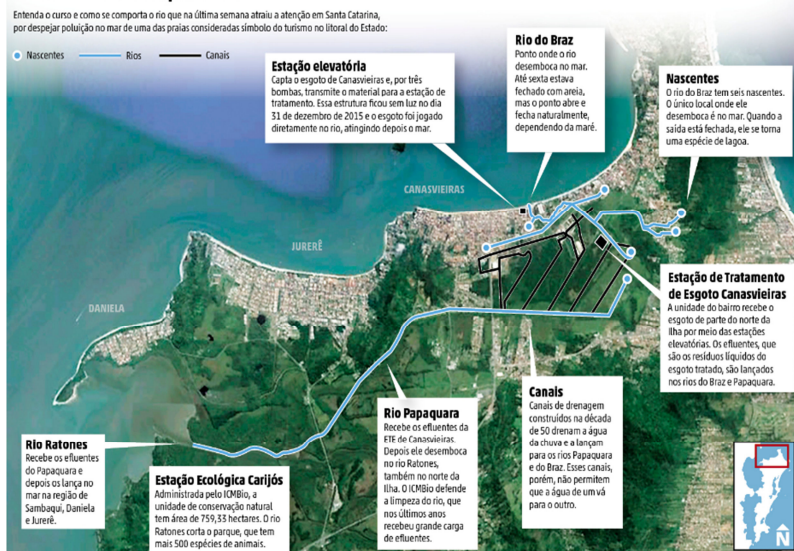 Entenda o curso e como se comporta o rio que na última semana atraiu a atenção em Santa Catarina,
por despejar poluição no mar de uma das praias consideradas símbolo do turismo no litoral do Estado:
Nascentes
Rios
Canais
Estação elevatória
Capta o esgoto de Canasvieiras e, por três
bombas, transmite o material para a estação de
tratamento. Essa estrutura ficou sem luz no dia
31 de dezembro de 2015 e o esgoto foi jogado
diretamente no rio, atingindo depois o mar.
Rio do Braz
Ponto onde o rio
desemboca no mar.
Até sexta estava
fechado com areia,
mas o ponto abre e
fecha naturalmente,
dependendo da maré.
Nascentes
O rio do Braz tem seis nascentes.
O único local onde ele
desemboca é no mar. Quando a
saída está fechada, ele se torna
uma espécie de lagoa.
CANASVIEIRAS
JURERÊ
DANIELA
Estação de Tratamento
de Esgoto Canasvieiras
A unidade do bairro recebe o
esgoto de parte do norte da
Ilha por meio das estações
elevatórias. Os efluentes, que
são os resíduos líquidos do
esgoto tratado, são lançados
nos rios do Braz e Papaquara.
Canais
Canais de drenagem
construídos na década
de 50 drenam a água
da chuva e a lançam
para os rios Papaquara
e do Braz. Esses canais,
porém, não permitem
que a água de um vá
para o outro.
Rio Papaquara
Recebe os efluentes da
ETE de Canasvieiras.
Depois ele desemboca
no rio Ratones,
também no norte da
Ilha. O ICMBio defende
a limpeza do rio, que
nos últimos anos
recebeu grande carga
de efluentes.
Rio Ratones
Recebe os efluentes
do Papaquara e
depois os lança no
mar na região de
Sambaqui, Daniela
e Jurerê.
Estação Ecológica Carijós
Administrada pelo ICMBio, a
unidade de conservação natural
tem área de 759,33 hectares. O rio
Ratones corta o parque, que tem
mais 500 espécies de animais.
N